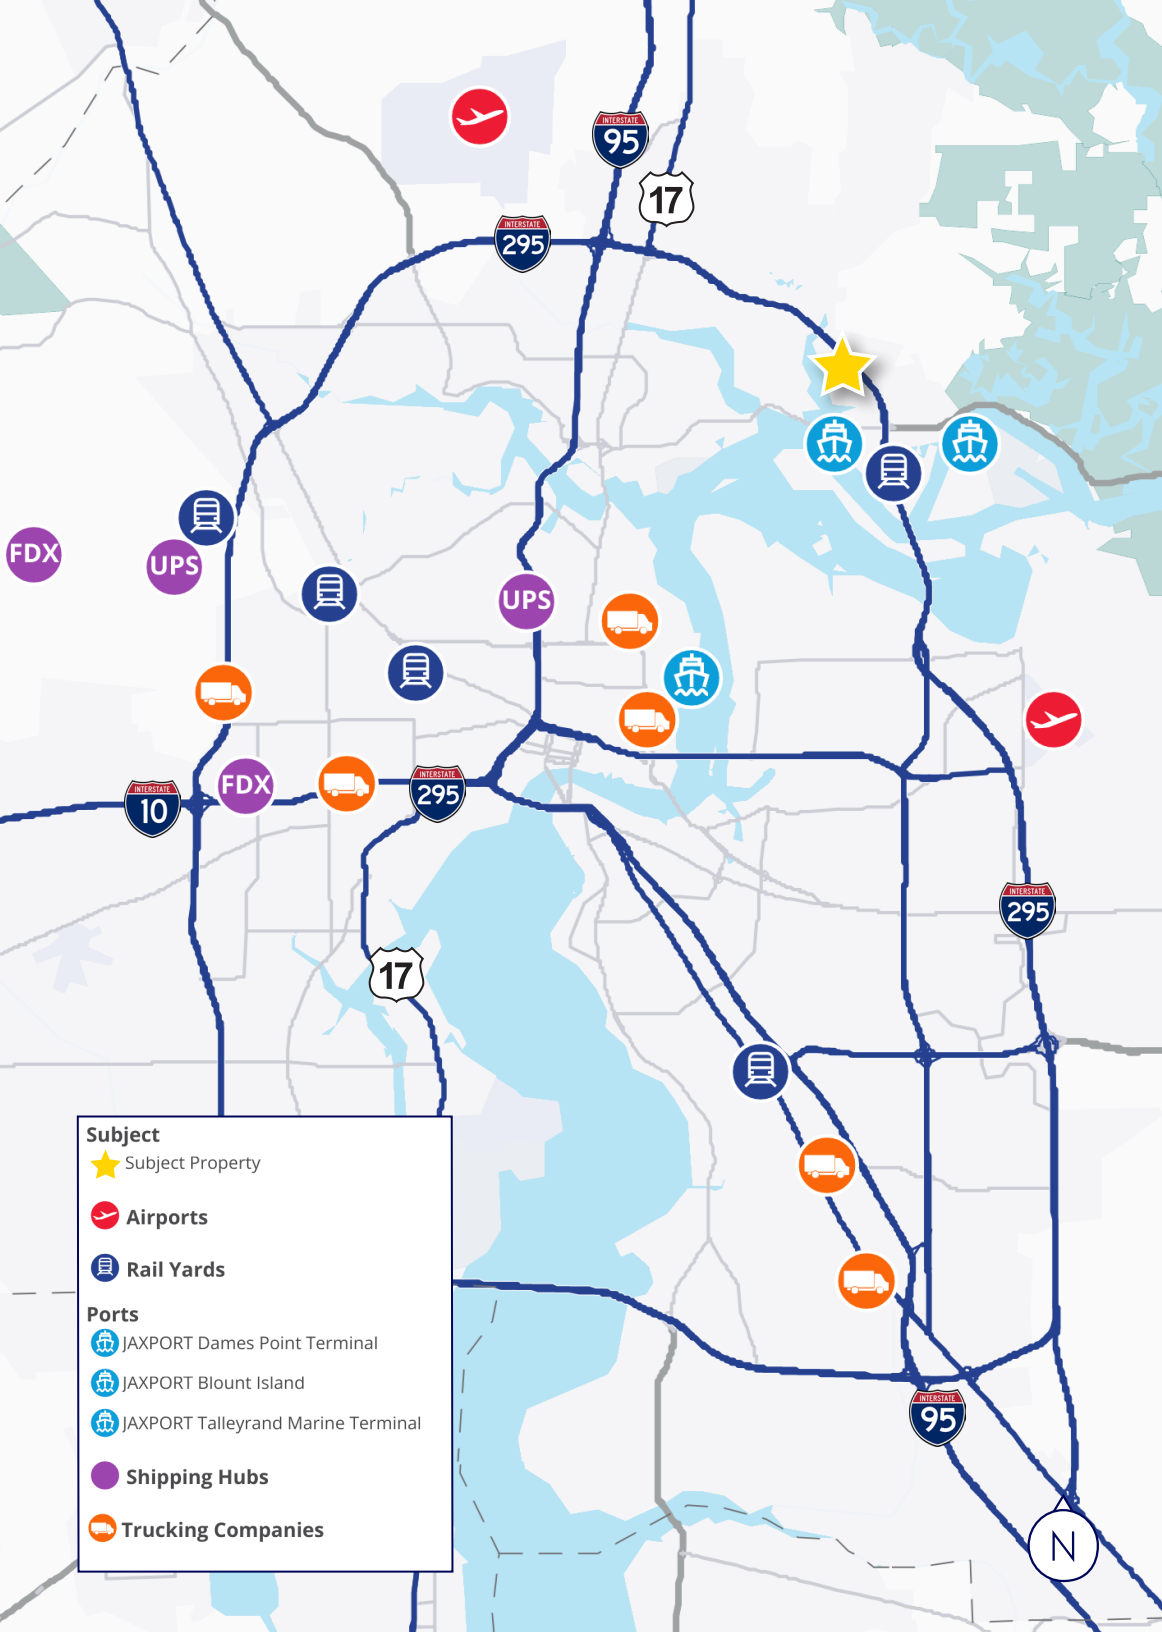 INTERSTATE
95
17
INTERSTATE
295
FDX
UPS
UPS
INTERSTATE
10
FDX
INTERSTATE
295
INTERSTATE
295
17
Subject
Subject Property
Airports
Rail Yards
Ports
JAXPORT Dames Point Terminal
JAXPORT Blount Island
JAXPORT Talleyrand Marine Terminal
Shipping Hubs
Trucking Companies
INTERSTATE
95
N